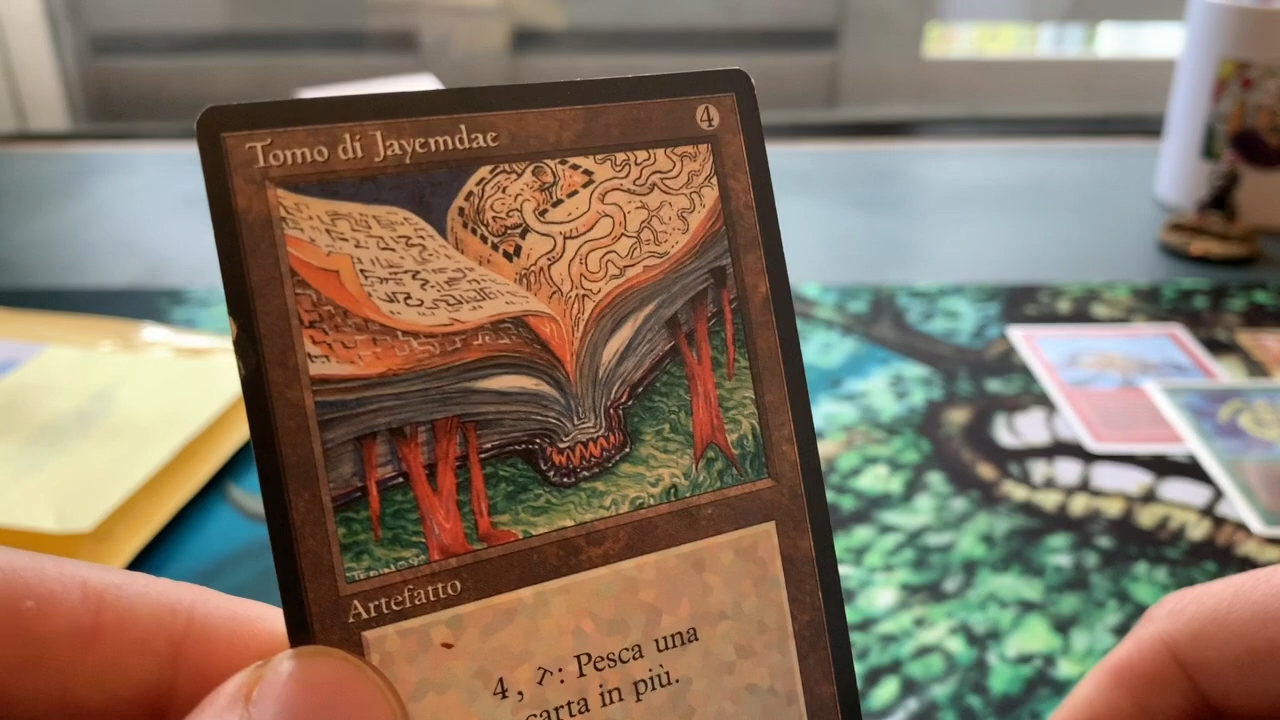 Tomo di Jayemdae
4
Artefatto
4, : Pesca una
carta in più.